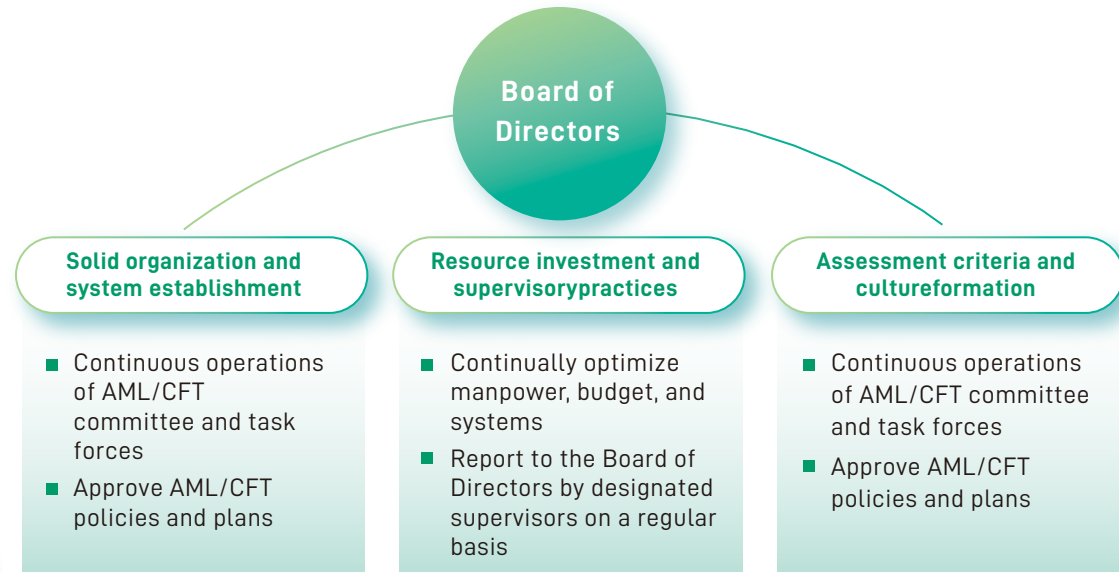 Board of
Directors
Solid organization and
system establishment
■ Continuous operations
of AML/CFT
committee and task
forces
■ Approve AML/CFT
policies and plans
Resource investment and
supervisorypractices
■ Continually optimize
manpower, budget, and
systems
■ Report to the Board of
Directors by designated
supervisors on a regular
basis
Assessment criteria and
cultureformation
■ Continuous operations
of AML/CFT committee
and task forces
■ Approve AML/CFT
policies and plans